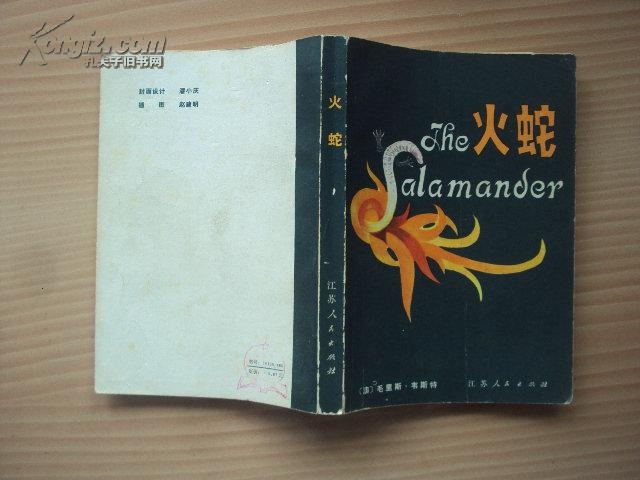 Kongfz.com
孔夫子旧书网
封面设计 潘小庆
插图 赵建明
火蛇
江苏人民出版社
The 火蛇
Salamander
〔澳〕毛里斯·韦斯特 江苏人民出版社